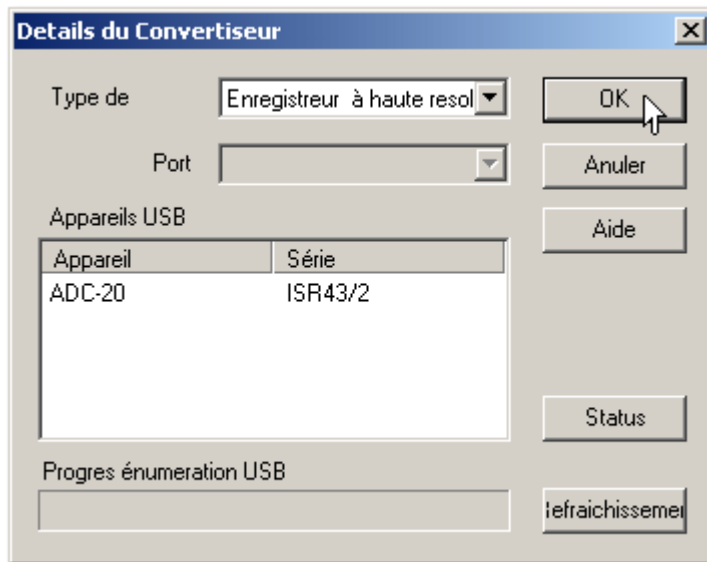 Details du Convertiseur
Type de
Enregistreur à haute resol
OK
Port
Anuler
Appareils USB
Aide
Appareil Série
ADC-20 ISR43/2
Status
Progres énumeration USB
efraichissemen